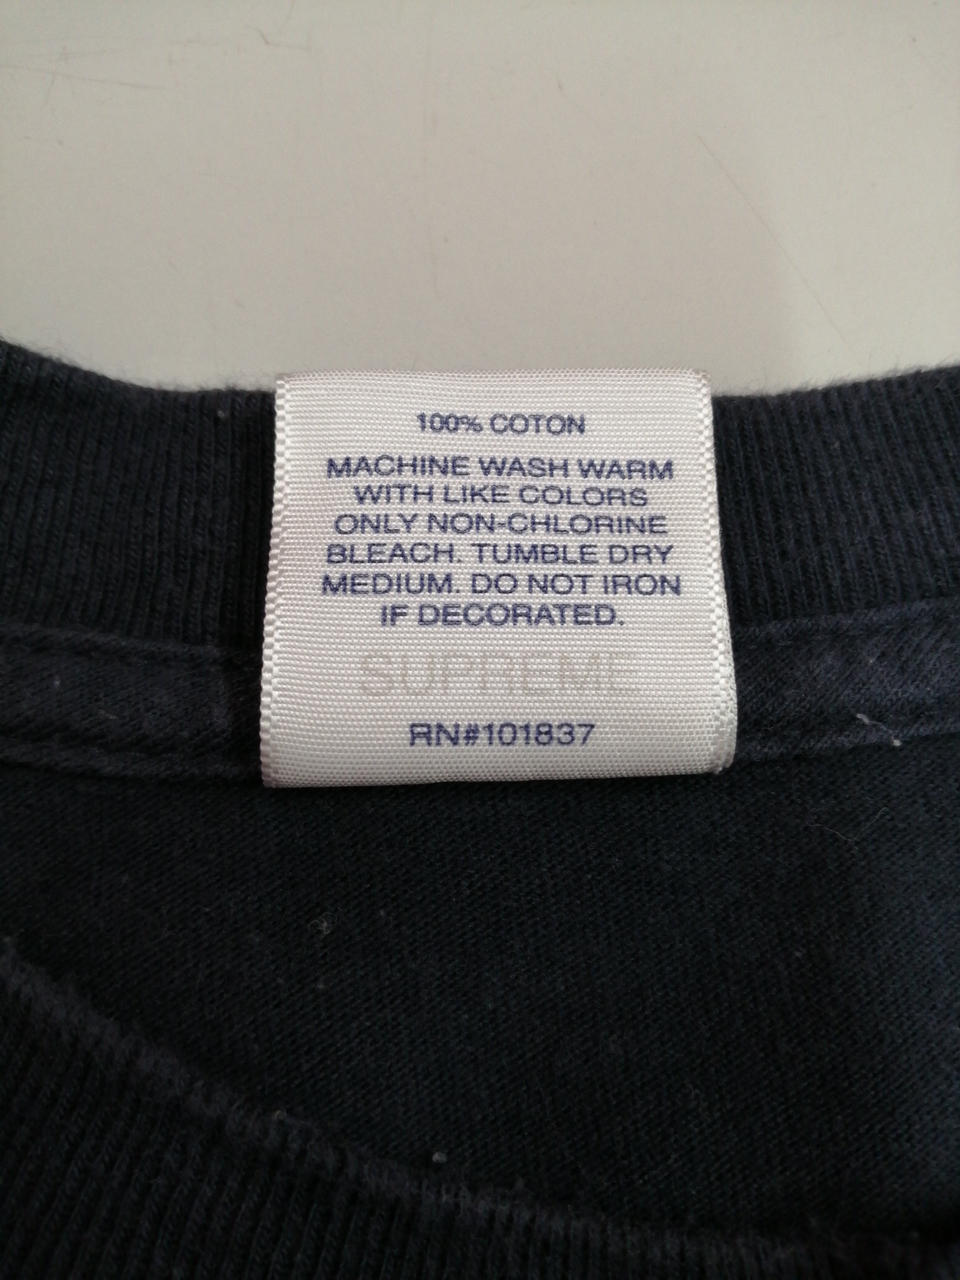 100% COTON
MACHINE WASH WARM
WITH LIKE COLORS
ONLY NON-CHLORINE
BLEACH. TUMBLE DRY
MEDIUM. DO NOT IRON
IF DECORATED.
SUPREME
RN#101837